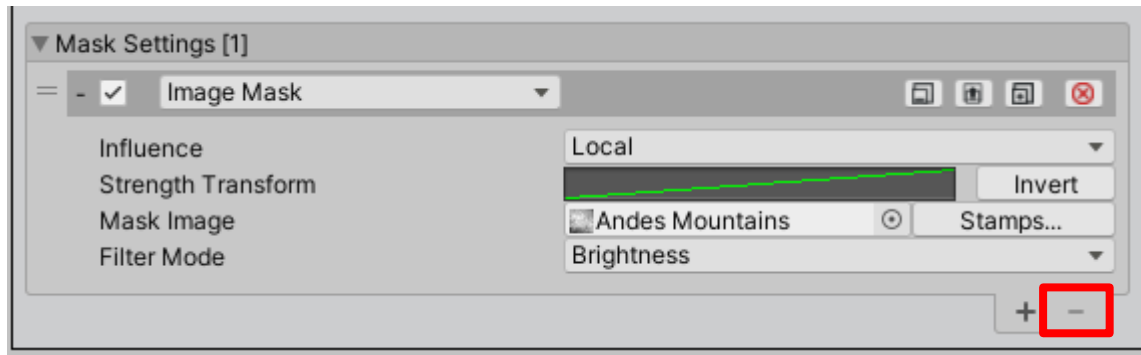 Mask Settings [1]
Image Mask
Influence Local
Strength Transform Invert
Mask Image Andes Mountains Stamps...
Filter Mode Brightness